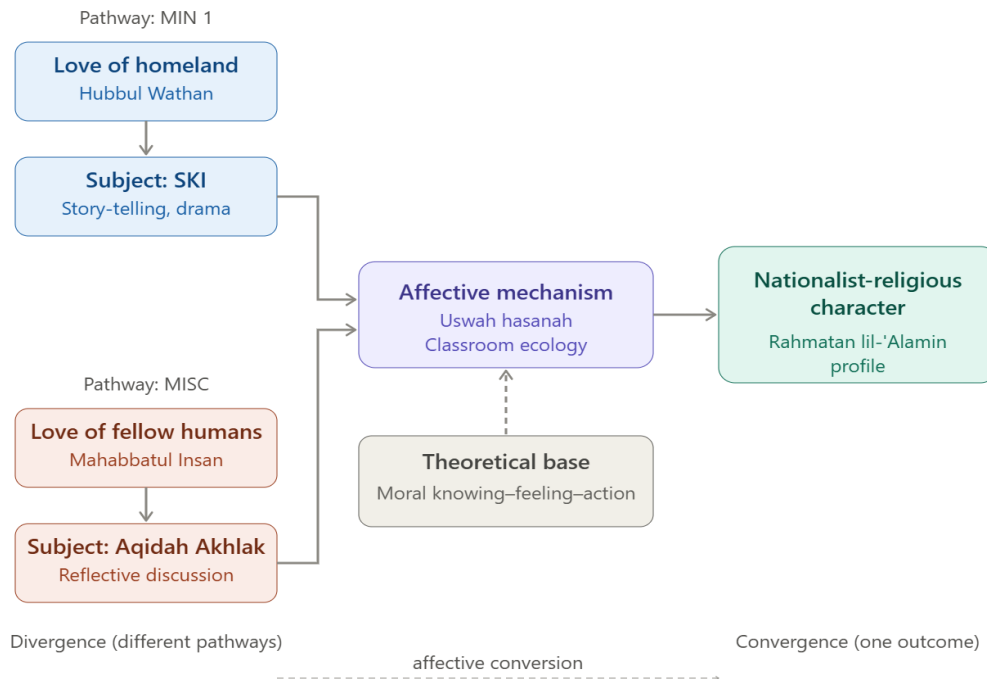 Pathway: MIN 1
Love of homeland
Hubbul Wathan
Subject: SKI
Story-telling, drama
Pathway: MISC
Love of fellow humans
Mahabbatul Insan
Subject: Aqidah Akhlak
Reflective discussion
Affective mechanism
Uswah hasanah
Classroom ecology
Theoretical base
Moral knowing–feeling–action
Nationalist-religious
character
Rahmatan lil-'Alamin
profile
Divergence (different pathways)
affective conversion
Convergence (one outcome)